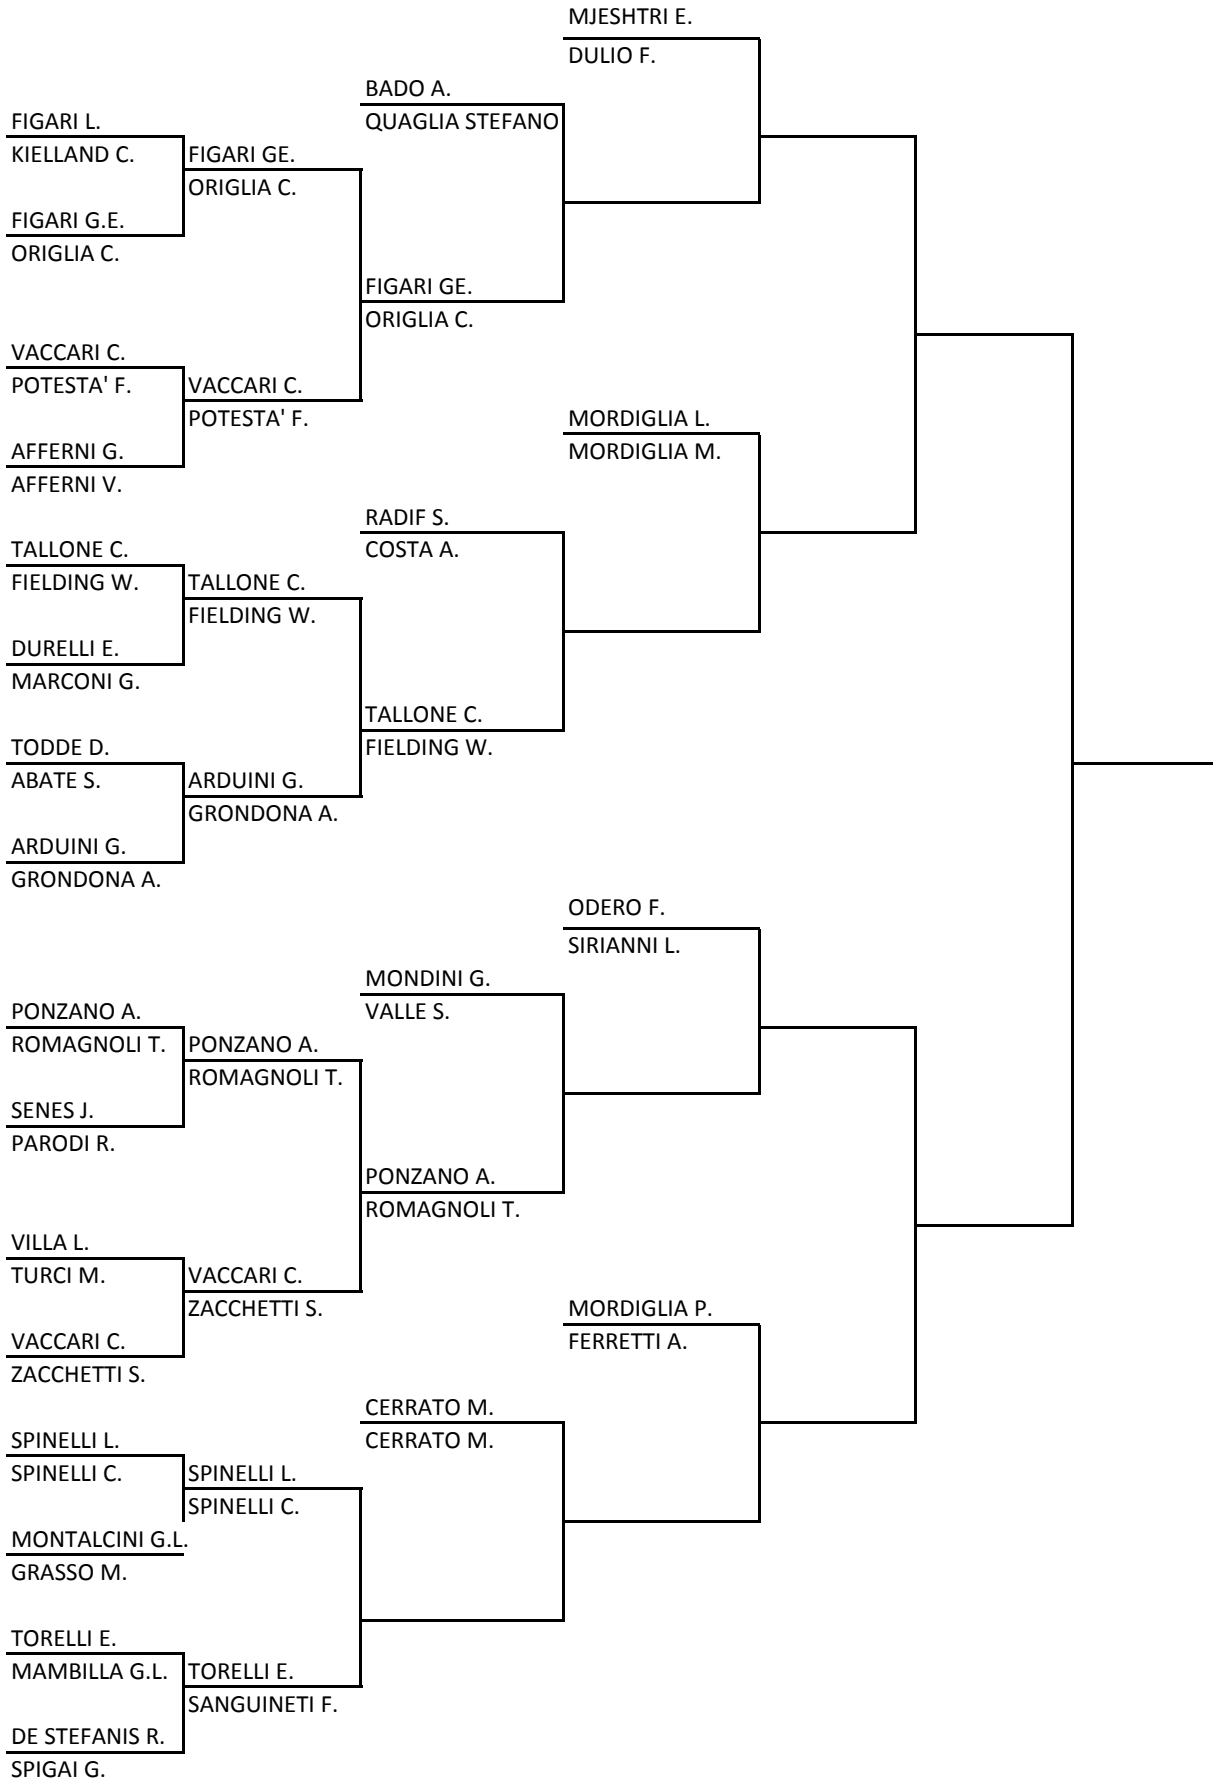 MJESHTRI E.
DULIO F.
BADO A.
QUAGLIA STEFANO
FIGARI L.
KIELLAND C.
FIGARI GE.
ORIGLIA C.
FIGARI G.E.
ORIGLIA C.
FIGARI GE.
ORIGLIA C.
VACCARI C.
POTESTA' F.
VACCARI C.
POTESTA' F.
MORDIGLIA L.
MORDIGLIA M.
AFFERNI G.
AFFERNI V.
RADIF S.
COSTA A.
TALLONE C.
FIELDING W.
TALLONE C.
FIELDING W.
DURELLI E.
MARCONI G.
TALLONE C.
FIELDING W.
TODDE D.
ABATE S.
ARDUINI G.
GRONDONA A.
ARDUINI G.
GRONDONA A.
ODERO F.
SIRIANNI L.
MONDINI G.
VALLE S.
PONZANO A.
ROMAGNOLI T.
PONZANO A.
ROMAGNOLI T.
SENES J.
PARODI R.
PONZANO A.
ROMAGNOLI T.
VILLA L.
TURCI M.
VACCARI C.
ZACCHETTI S.
MORDIGLIA P.
FERRETTI A.
VACCARI C.
ZACCHETTI S.
CERRATO M.
CERRATO M.
SPINELLI L.
SPINELLI C.
SPINELLI L.
SPINELLI C.
MONTALCINI G.L.
GRASSO M.
TORELLI E.
MAMBILLA G.L.
TORELLI E.
SANGUINETI F.
DE STEFANIS R.
SPIGAI G.